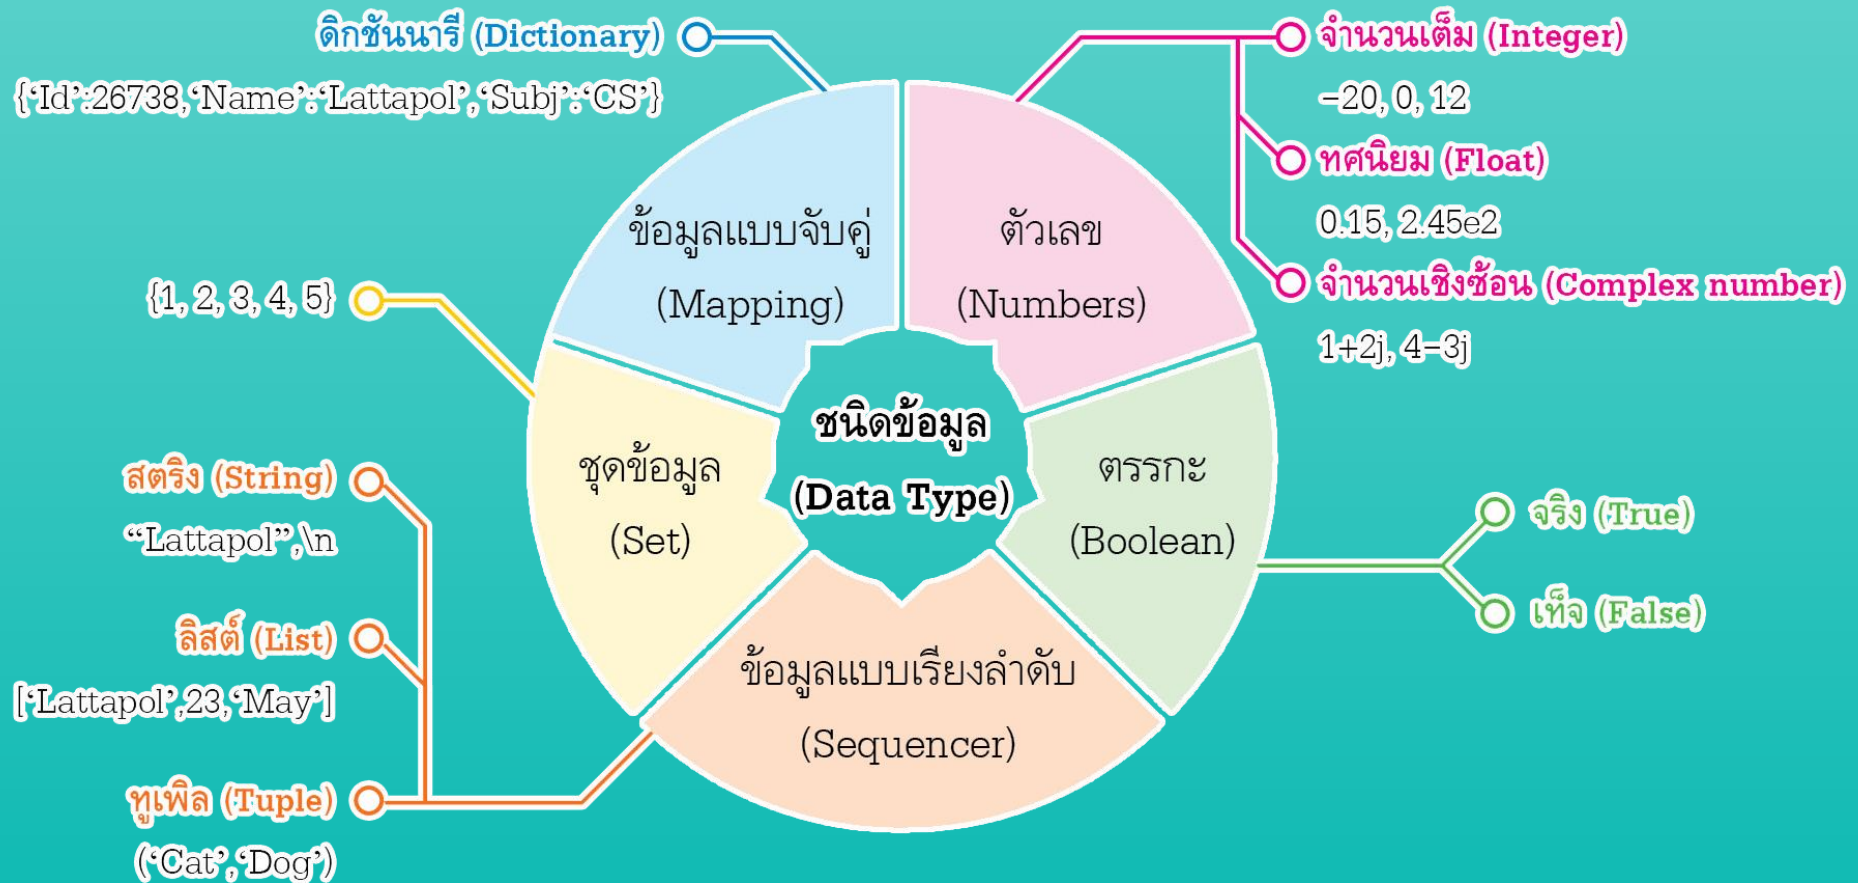 ดิกชันนารี (Dictionary)
{‘Id’:26738,‘Name’:‘Lattapol’,‘Subj’:‘CS’}
จำนวนเต็ม (Integer)
-20, 0, 12
ทศนิยม (Float)
0.15, 2.45e2
จำนวนเชิงซ้อน (Complex number)
1+2j, 4-3j
ข้อมูลแบบจับคู่
(Mapping)
ตัวเลข
(Numbers)
{1, 2, 3, 4, 5}
ชนิดข้อมูล
(Data Type)
ชุดข้อมูล
(Set)
ตรรกะ
(Boolean)
สตริง (String)
“Lattapol”,\n
ลิสต์ (List)
[‘Lattapol’,23,‘May’]
ทูเพิล (Tuple)
(‘Cat’,‘Dog’)
จริง (True)
เท็จ (False)
ข้อมูลแบบเรียงลำดับ
(Sequencer)